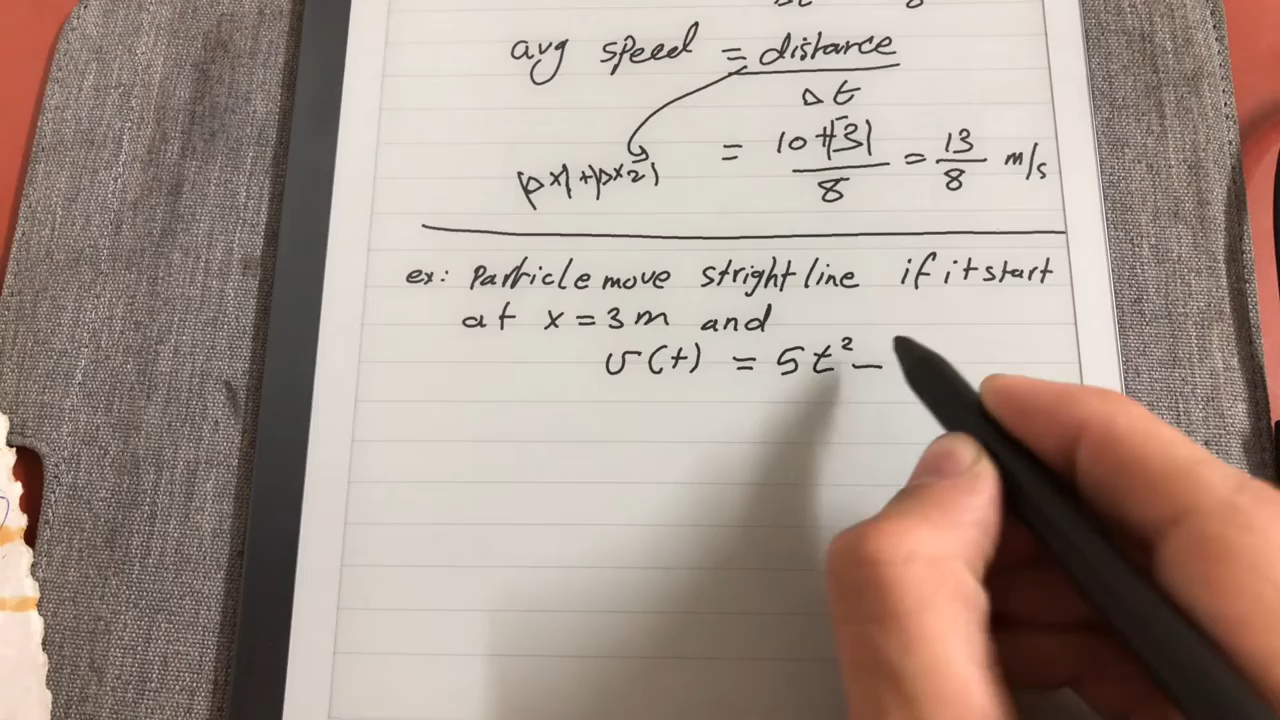 avg speed = distance
Δt
|Δx|+|Δx2| = 10+|-3| = 13 m/s
8 8
ex: Particle move stright line if it start
at x = 3 m and
v(t) = 5t² -